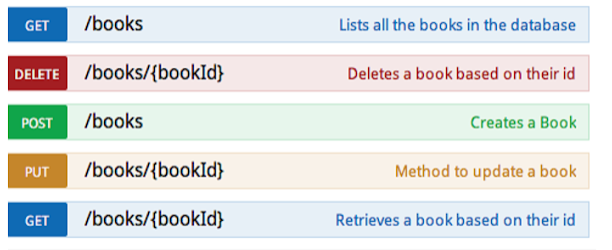 GET /books Lists all the books in the database
DELETE /books/{bookId} Deletes a book based on their id
POST /books Creates a Book
PUT /books/{bookId} Method to update a book
GET /books/{bookId} Retrieves a book based on their id